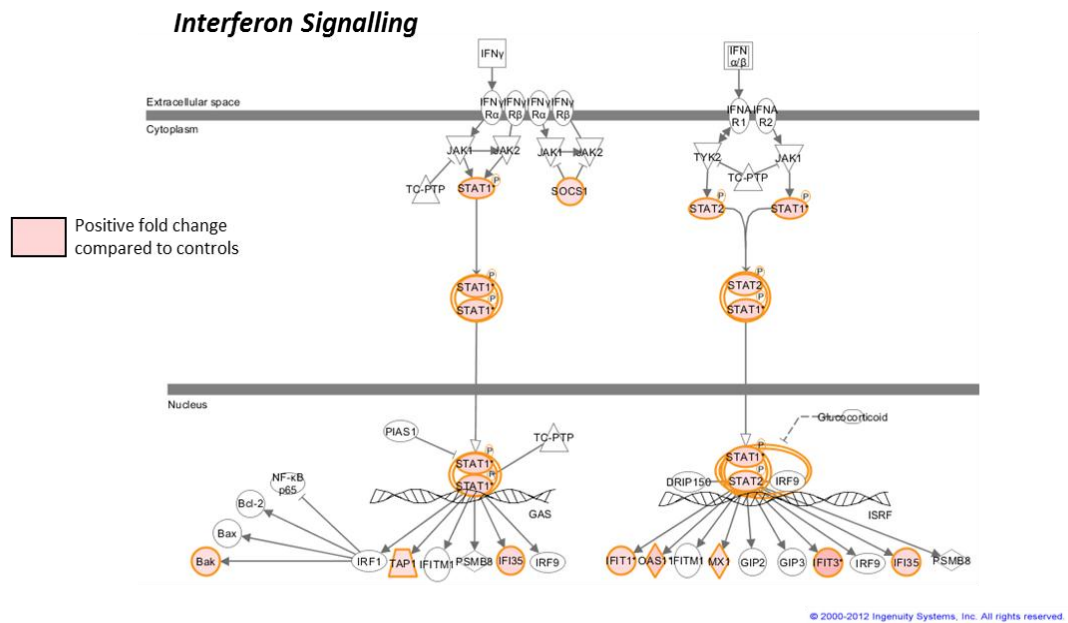 Interferon Signalling
IFNγ
IFN
α/β
Extracellular space
IFNγ
Rα
IFNγ
Rβ
IFNγ
Rα
IFNγ
Rβ
IFNA
R1
IFNA
R2
Cytoplasm
JAK1
JAK2
JAK1
JAK2
TYK2
JAK1
TC-PTP
STAT1*
P
SOCS1
TC-PTP
STAT2
P
STAT1*
P
Positive fold change
compared to controls
STAT1*
P
STAT1*
P
STAT2
P
STAT1*
P
Nucleus
PIAS1
TC-PTP
Glucocorticoid
STAT1*
P
STAT1*
P
STAT1*
P
STAT2
P
DRIP150
IRF9
NF-κB
p65
Bcl-2
Bax
GAS
ISRF
Bak
IRF1
TAP1
IFITM1
PSMB8
IFI35
IRF9
IFIT1*
OAS1
IFITM1
MX1
GIP2
GIP3
IFIT3*
IRF9
IFI35
PSMB8
© 2000-2012 Ingenuity Systems, Inc. All rights reserved.